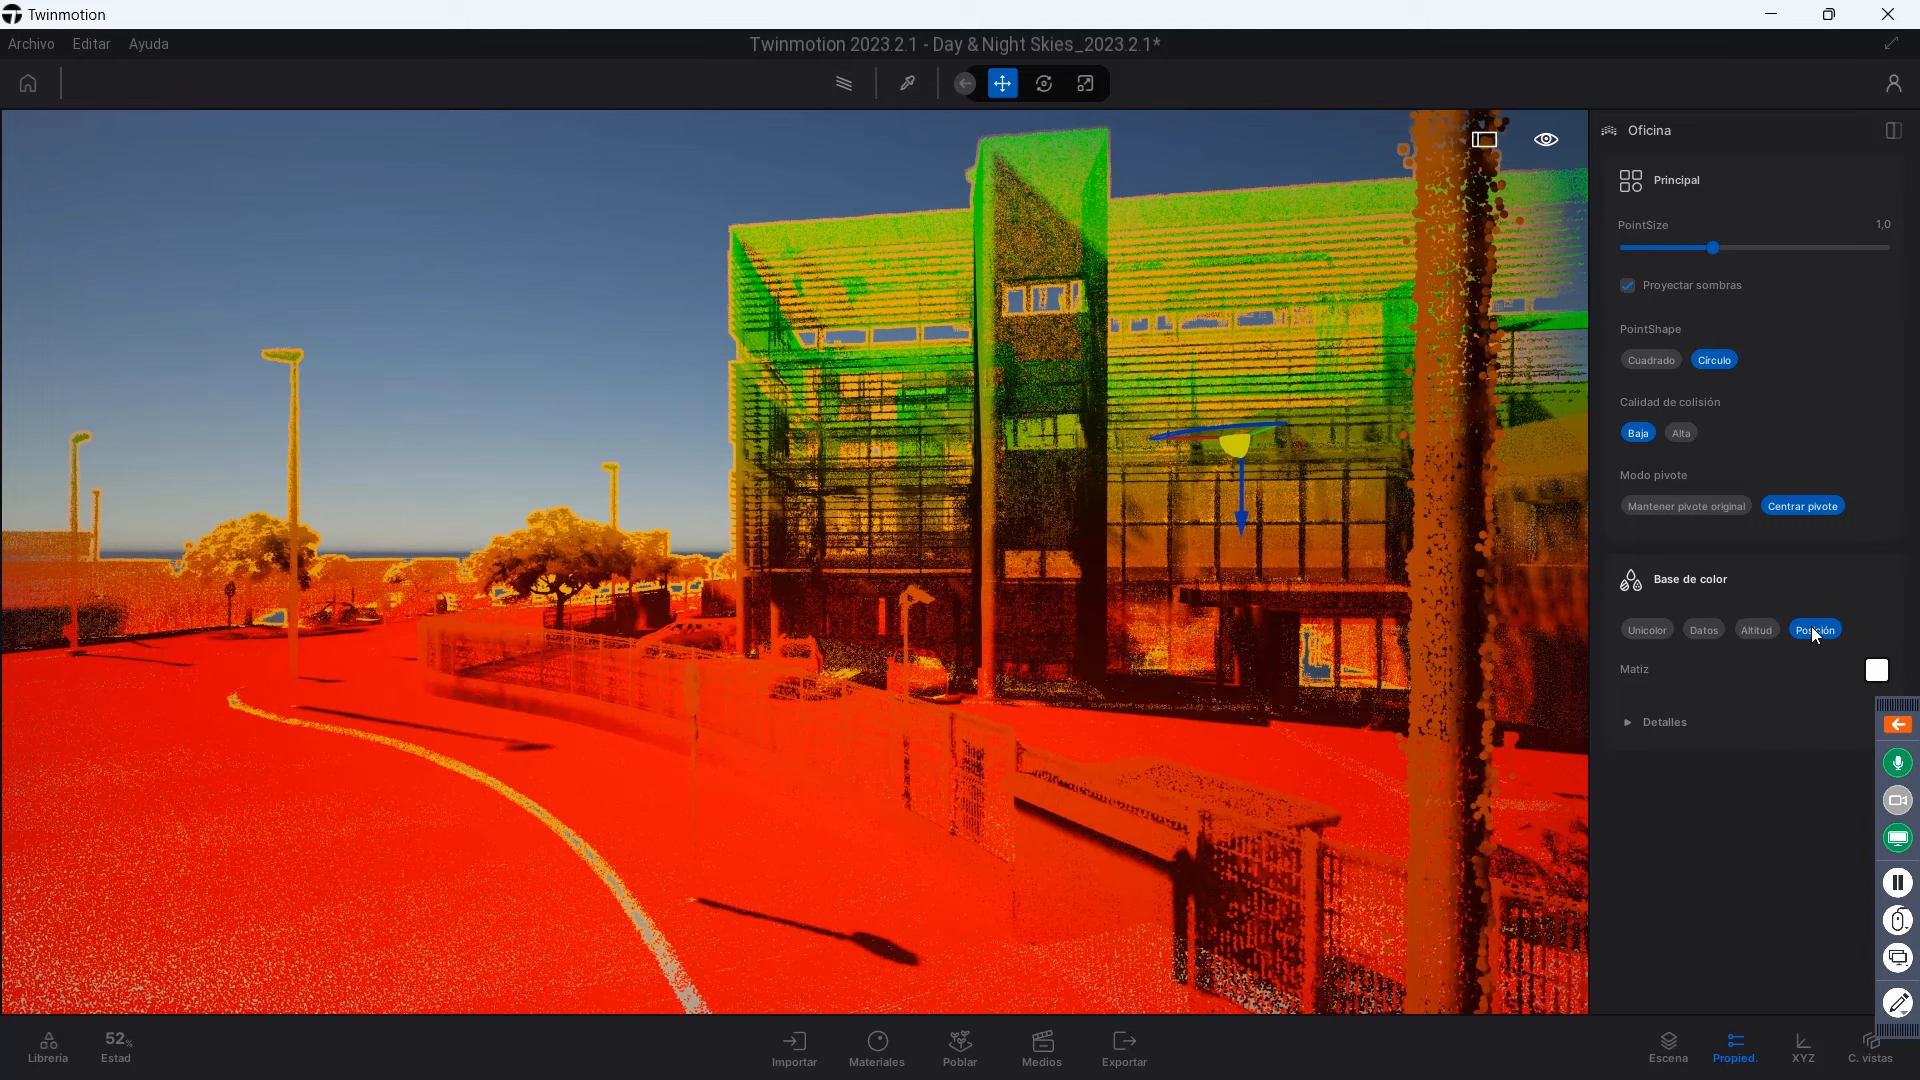 Twinmotion
Archivo Editar Ayuda
Twinmotion 2023.2.1 - Day & Night Skies_2023.2.1*
Oficina
Principal
PointSize 1,0
Proyectar sombras
PointShape
Cuadrado Círculo
Calidad de colisión
Baja Alta
Modo pivote
Mantener pivote original Centrar pivote
Base de color
Unicolor Datos Altitud Posición
Matiz
Detalles
52%
Librería Estad Importar Materiales Poblar Medios Exportar Escena Propied. XYZ C. vistas